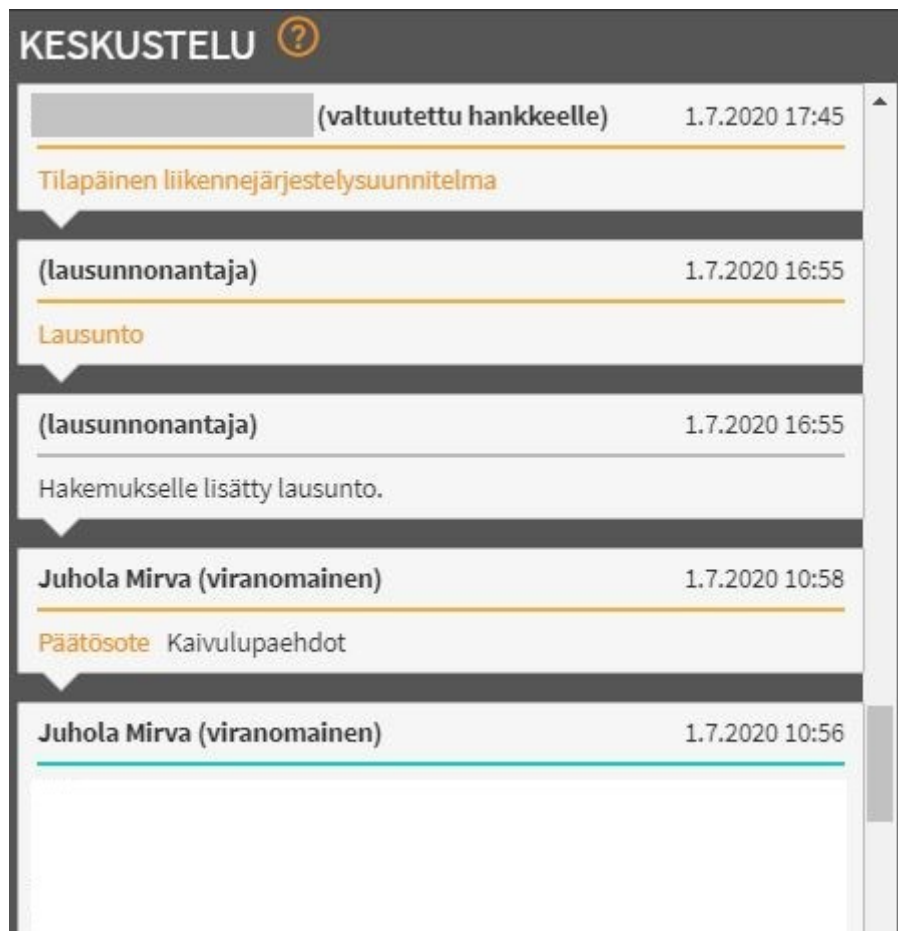 KESKUSTELU ?
(valtuutettu hankkeelle) 1.7.2020 17:45
Tilapäinen liikennejärjestelysuunnitelma
(lausunnonantaja) 1.7.2020 16:55
Lausunto
(lausunnonantaja) 1.7.2020 16:55
Hakemukselle lisätty lausunto.
Juhola Mirva (viranomainen) 1.7.2020 10:58
Päätösote Kaivulupaehdot
Juhola Mirva (viranomainen) 1.7.2020 10:56